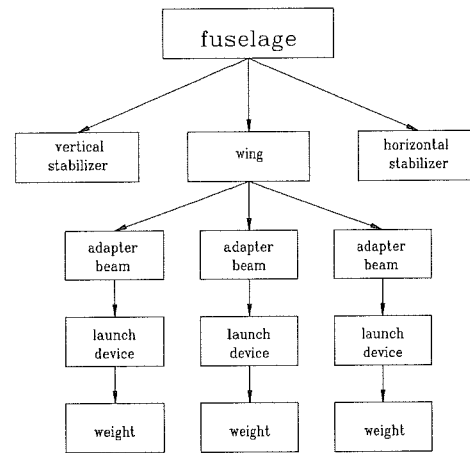 fuselage
vertical
stabilizer
wing
horizontal
stabilizer
adapter
beam
adapter
beam
adapter
beam
launch
device
launch
device
launch
device
weight
weight
weight